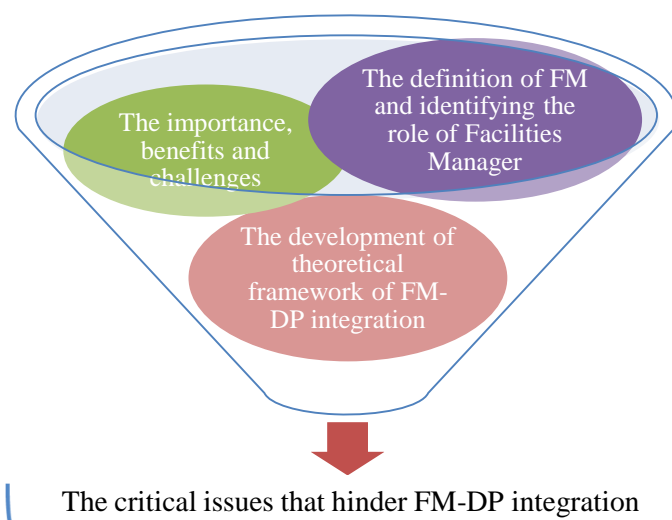 The definition of FM
and identifying the
role of Facilities
Manager
The importance,
benefits and
challenges
The development of
theoretical
framework of FM-
DP integration
The critical issues that hinder FM-DP integration